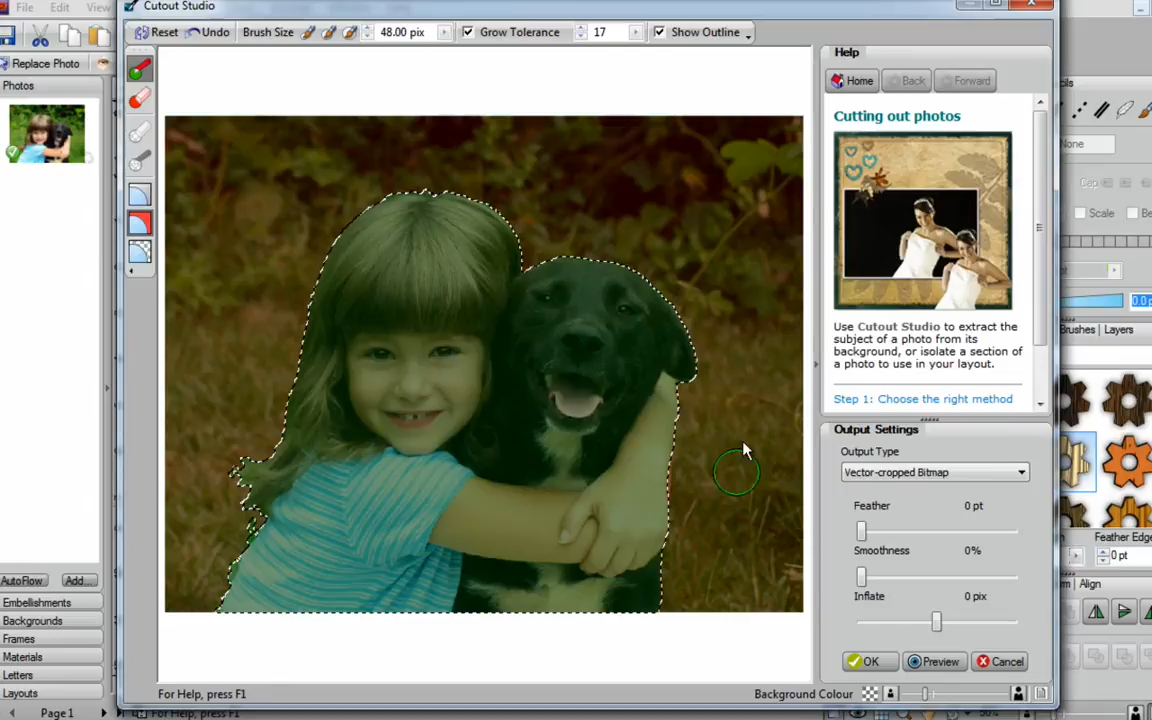 File Edit View
Cutout Studio
Reset Undo Brush Size 48.00 pix Grow Tolerance 17 Show Outline
Replace Photo
Photos
Help
Home Back Forward
Cutting out photos
None
Cap
Scale
Use Cutout Studio to extract the
subject of a photo from its
background, or isolate a section of
a photo to use in your layout.
Step 1: Choose the right method
Brushes Layers
Output Settings
Output Type
Vector-cropped Bitmap
Feather 0 pt
Smoothness 0%
Inflate 0 pix
Feather Edge
0 pt
Align
OK Preview Cancel
AutoFlow Add...
Embellishments
Backgrounds
Frames
Materials
Letters
Layouts
For Help, press F1
Background Colour
Page 1
For Help, press F1